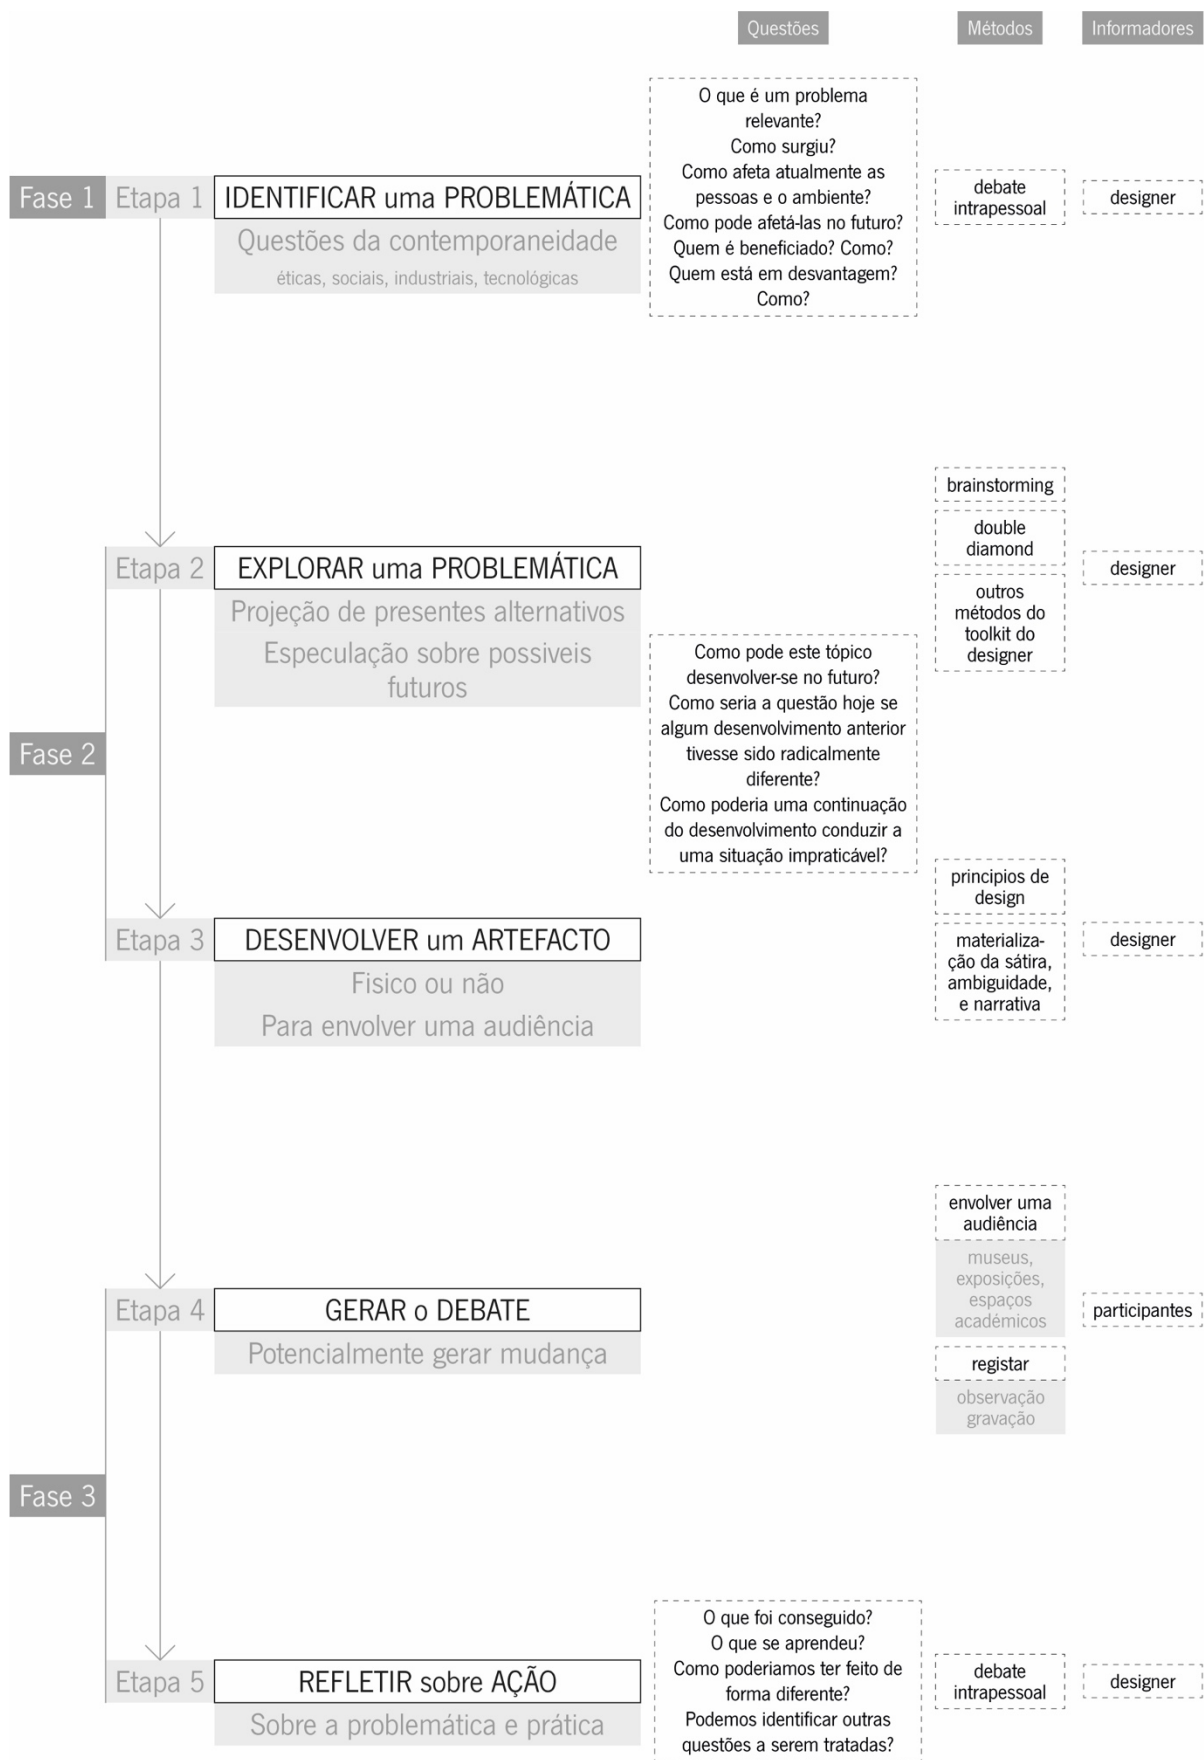 Questões
Métodos
Informadores
O que é um problema
relevante?
Como surgiu?
Como afeta atualmente as
pessoas e o ambiente?
Como pode afetá-las no futuro?
Quem é beneficiado? Como?
Quem está em desvantagem?
Como?
Fase 1
Etapa 1
IDENTIFICAR uma PROBLEMÁTICA
Questões da contemporaneidade
éticas, sociais, industriais, tecnológicas
debate
intrapessoal
designer
Etapa 2
EXPLORAR uma PROBLEMÁTICA
Projeção de presentes alternativos
Especulação sobre possiveis
futuros
brainstorming
double
diamond
outros
métodos do
toolkit do
designer
designer
Como pode este tópico
desenvolver-se no futuro?
Como seria a questão hoje se
algum desenvolvimento anterior
tivesse sido radicalmente
diferente?
Como poderia uma continuação
do desenvolvimento conduzir a
uma situação impraticável?
Fase 2
Etapa 3
DESENVOLVER um ARTEFACTO
Fisico ou não
Para envolver uma audiência
principios de
design
materializa-
ção da sátira,
ambiguidade,
e narrativa
designer
Etapa 4
GERAR o DEBATE
Potencialmente gerar mudança
envolver uma
audiência
museus,
exposições,
espaços
académicos
registar
observação
gravação
participantes
Fase 3
Etapa 5
REFLETIR sobre AÇÃO
Sobre a problemática e prática
O que foi conseguido?
O que se aprendeu?
Como poderiamos ter feito de
forma diferente?
Podemos identificar outras
questões a serem tratadas?
debate
intrapessoal
designer